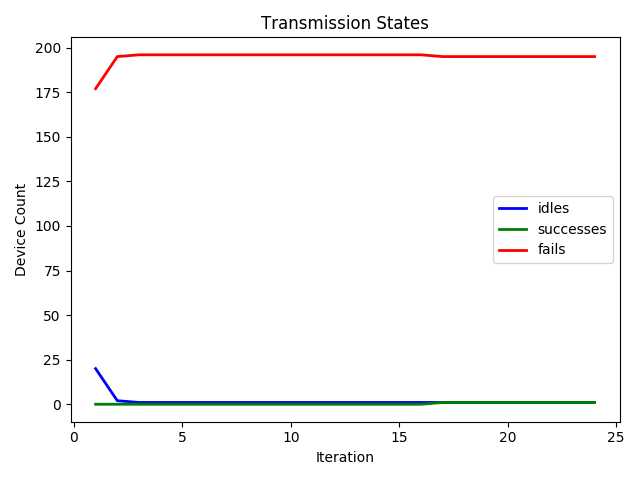 Transmission States
Device Count
200
175
150
125
100
75
50
25
0
idles
successes
fails
0 5 10 15 20 25
Iteration